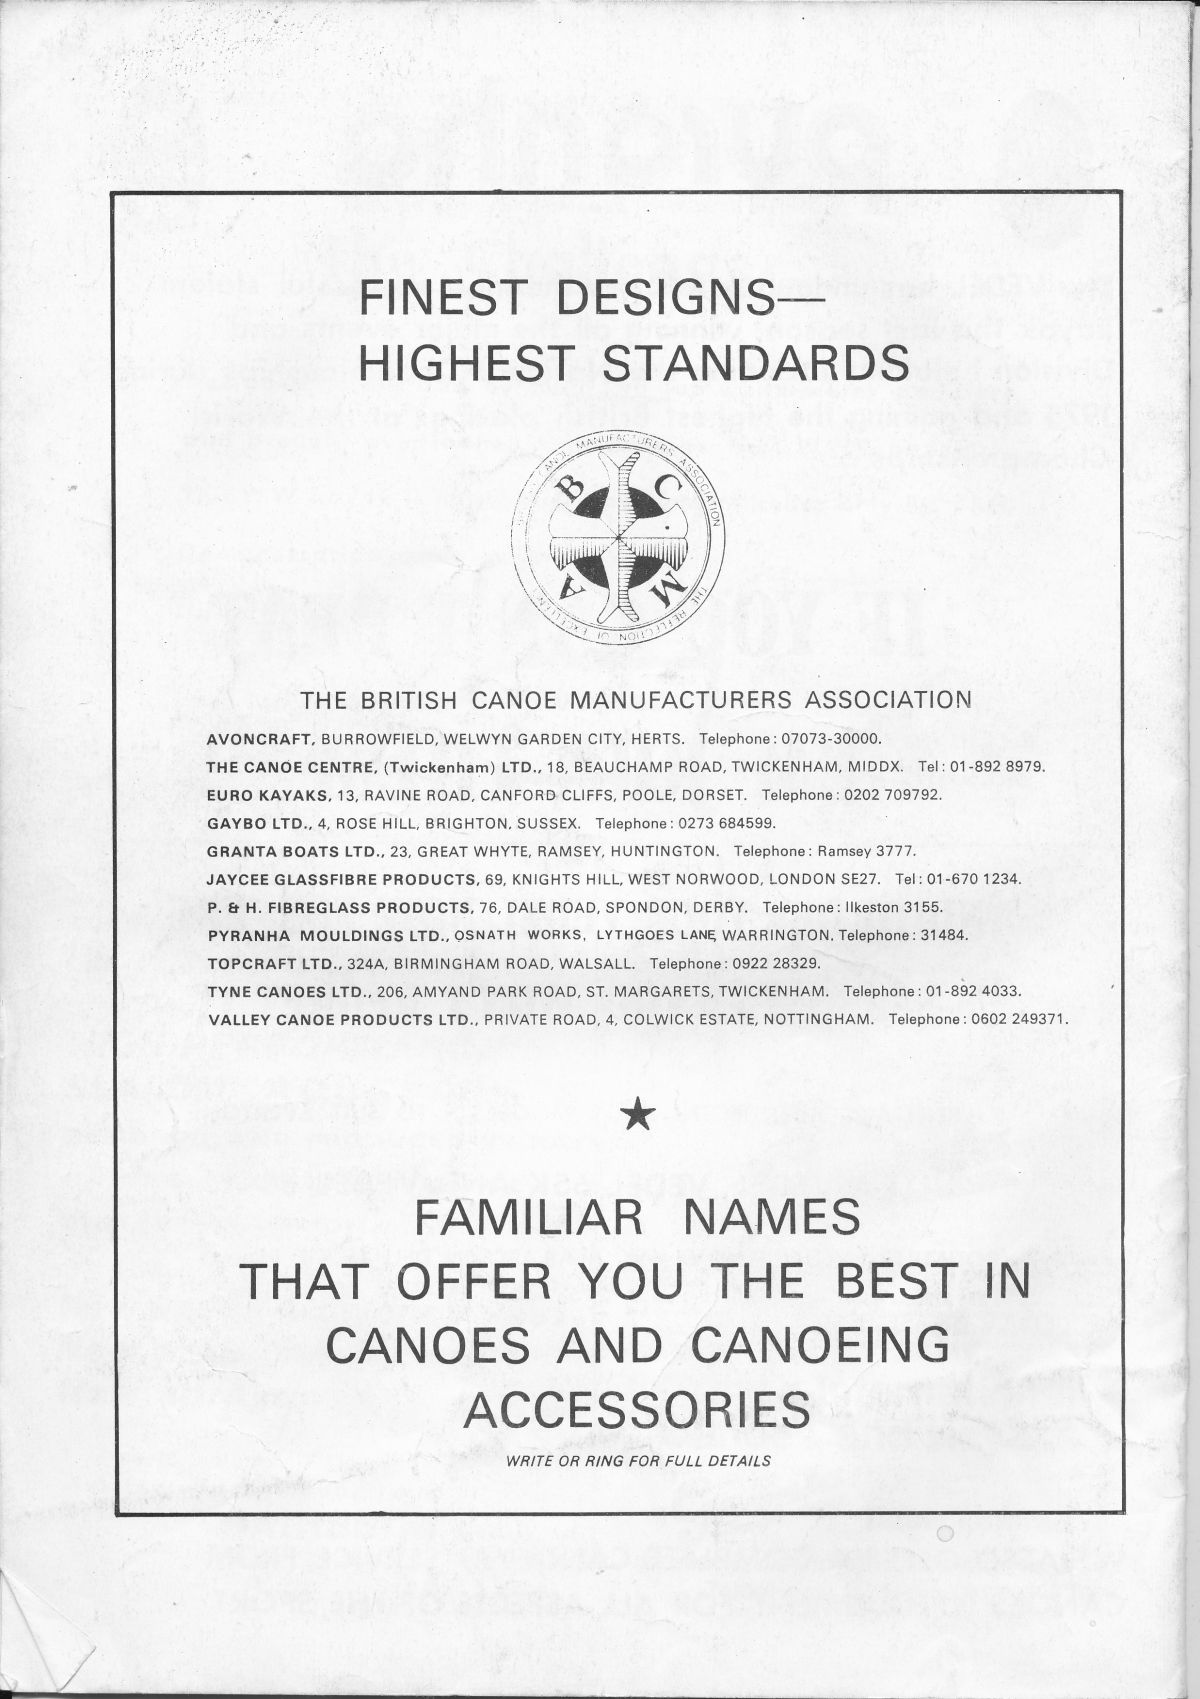 FINEST DESIGNS—
HIGHEST STANDARDS
CANOE MANUFACTURERS ASSOCIATION
B C
A M
THE REFLECTION OF EXCELLENCE
THE BRITISH CANOE MANUFACTURERS ASSOCIATION
AVONCRAFT, BURROWFIELD, WELWYN GARDEN CITY, HERTS. Telephone: 07073-30000.
THE CANOE CENTRE, (Twickenham) LTD., 18, BEAUCHAMP ROAD, TWICKENHAM, MIDDX. Tel: 01-892 8979.
EURO KAYAKS, 13, RAVINE ROAD, CANFORD CLIFFS, POOLE, DORSET. Telephone: 0202 709792.
GAYBO LTD., 4, ROSE HILL, BRIGHTON, SUSSEX. Telephone: 0273 684599.
GRANTA BOATS LTD., 23, GREAT WHYTE, RAMSEY, HUNTINGTON. Telephone: Ramsey 3777.
JAYCEE GLASSFIBRE PRODUCTS, 69, KNIGHTS HILL, WEST NORWOOD, LONDON SE27. Tel: 01-670 1234.
P. & H. FIBREGLASS PRODUCTS, 76, DALE ROAD, SPONDON, DERBY. Telephone: Ilkeston 3155.
PYRANHA MOULDINGS LTD., OSNATH WORKS, LYTHGOES LANE, WARRINGTON. Telephone: 31484.
TOPCRAFT LTD., 324A, BIRMINGHAM ROAD, WALSALL. Telephone: 0922 28329.
TYNE CANOES LTD., 206, AMYAND PARK ROAD, ST. MARGARETS, TWICKENHAM. Telephone: 01-892 4033.
VALLEY CANOE PRODUCTS LTD., PRIVATE ROAD, 4, COLWICK ESTATE, NOTTINGHAM. Telephone: 0602 249371.
FAMILIAR NAMES
THAT OFFER YOU THE BEST IN
CANOES AND CANOEING
ACCESSORIES
WRITE OR RING FOR FULL DETAILS